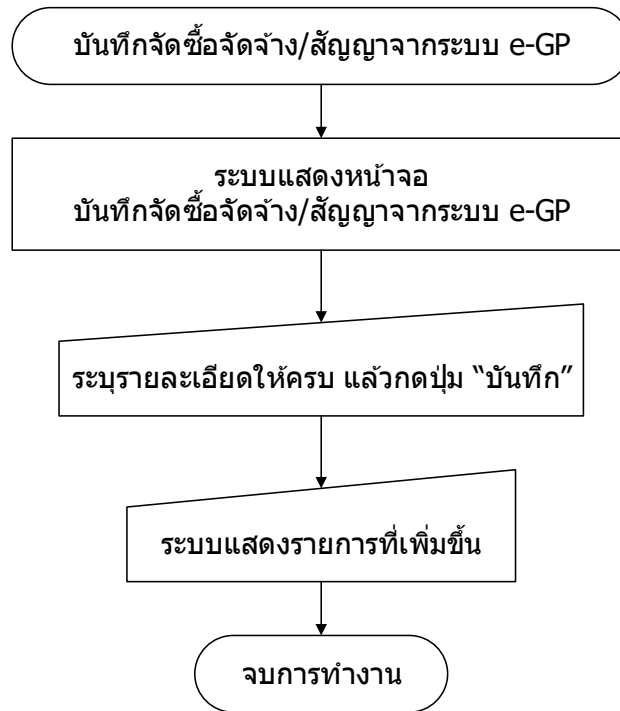 บันทึกจัดซื้อจัดจ้าง/สัญญาจากระบบ e-GP
ระบบแสดงหน้าจอ
บันทึกจัดซื้อจัดจ้าง/สัญญาจากระบบ e-GP
ระบุรายละเอียดให้ครบ แล้วกดปุ่ม “บันทึก”
ระบบแสดงรายการที่เพิ่มขึ้น
จบการทำงาน